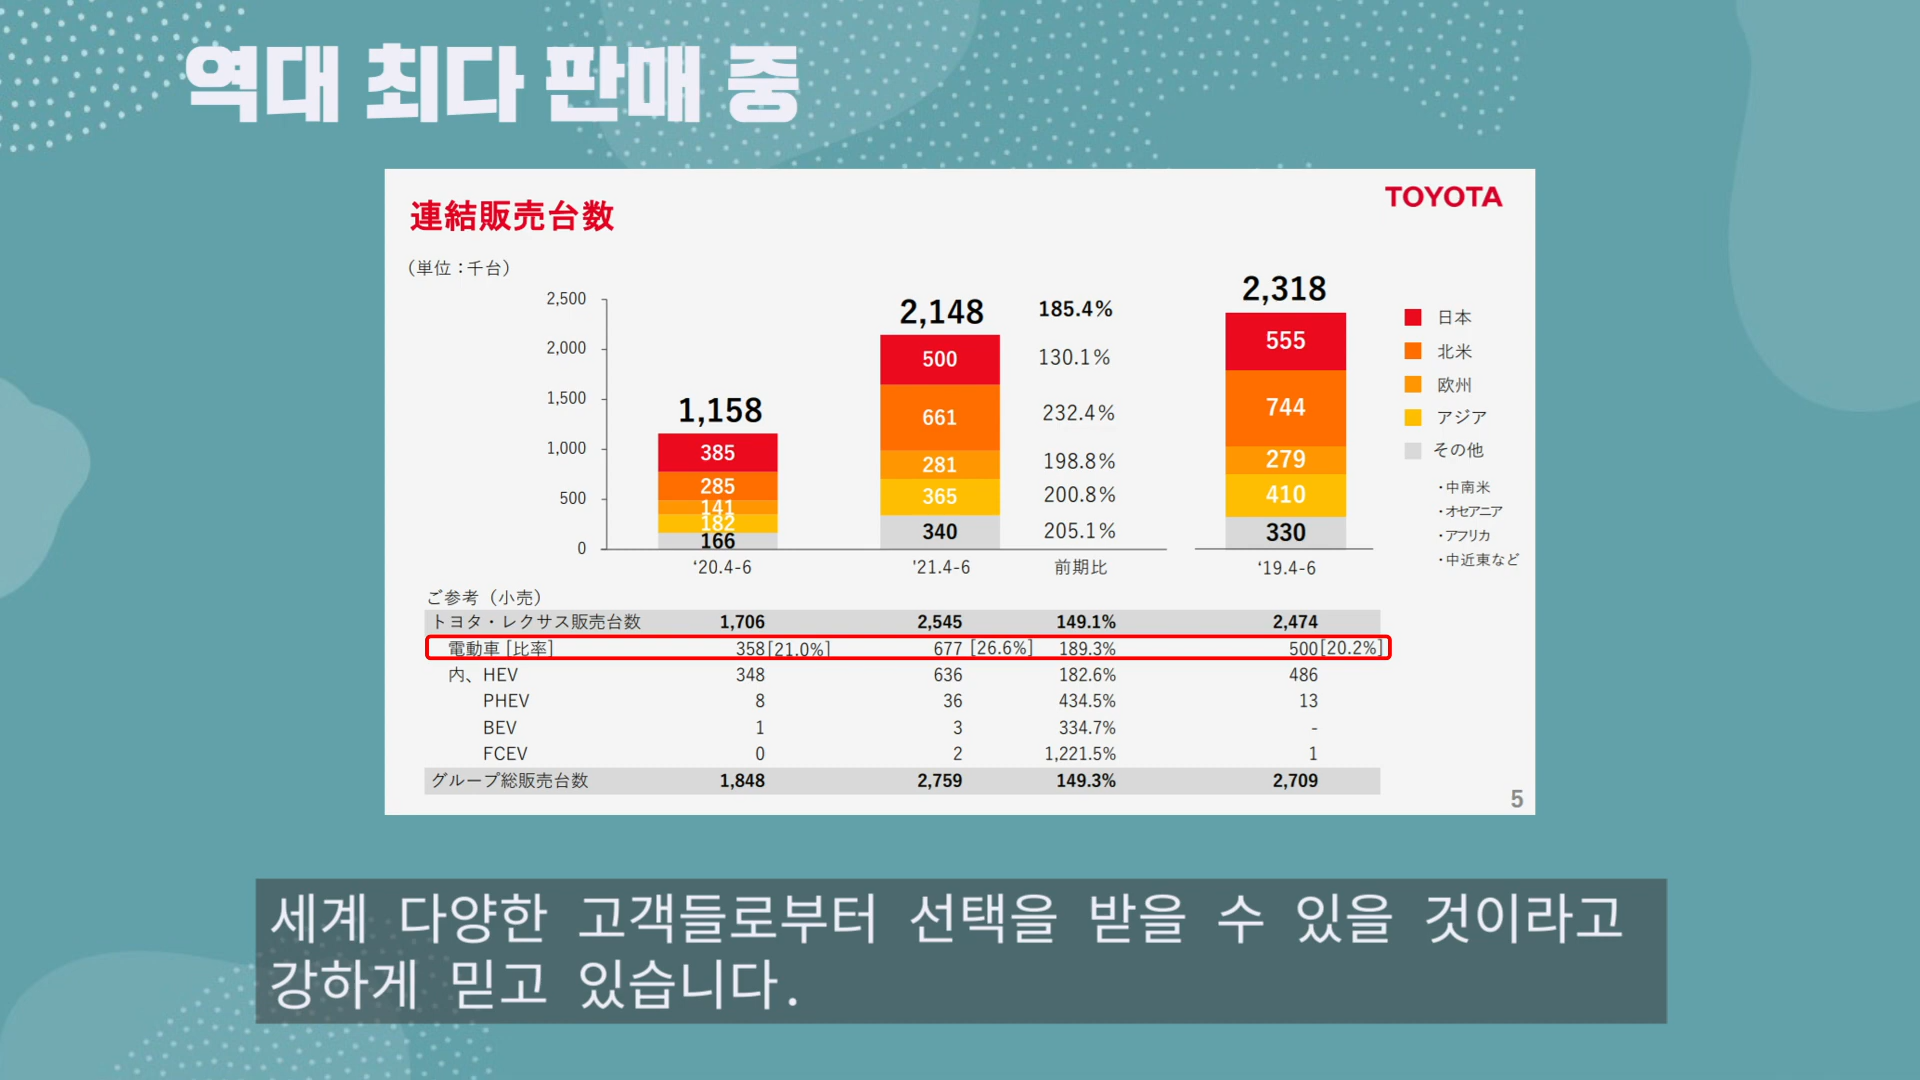 역대 최다 판매 중
TOYOTA
連結販売台数
（単位：千台）
2,500
2,000
1,500
1,000
500
0
1,158
385
285
141
182
166
'20.4-6
2,148
500
661
281
365
340
'21.4-6
185.4%
130.1%
232.4%
198.8%
200.8%
205.1%
前期比
2,318
555
744
279
410
330
'19.4-6
日本
北米
欧州
アジア
その他
・中南米
・オセアニア
・アフリカ
・中近東など
ご参考（小売）
トヨタ・レクサス販売台数 1,706 2,545 149.1% 2,474
電動車 [比率] 358[21.0%] 677 [26.6%] 189.3% 500[20.2%]
内、HEV 348 636 182.6% 486
PHEV 8 36 434.5% 13
BEV 1 3 334.7% -
FCEV 0 2 1,221.5% 1
グループ総販売台数 1,848 2,759 149.3% 2,709
5
세계 다양한 고객들로부터 선택을 받을 수 있을 것이라고
강하게 믿고 있습니다.